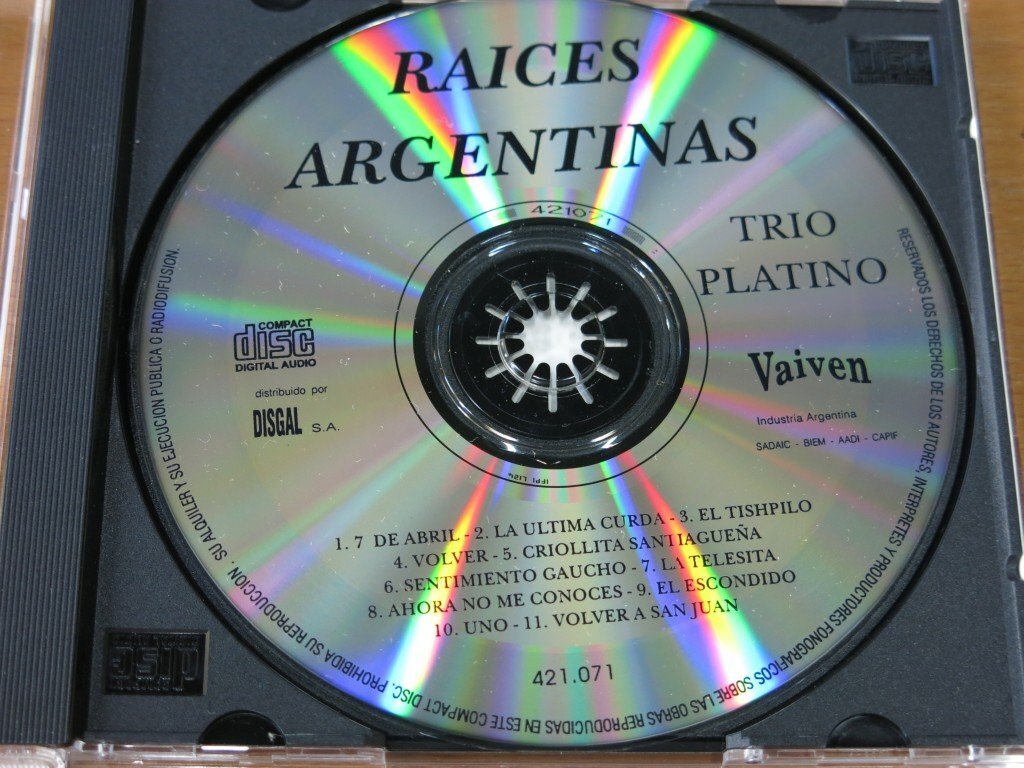 RAICES
ARGENTINAS
421071
TRIO
PLATINO
COMPACT
disc
DIGITAL AUDIO
distribuido por
DISGAL S.A.
Vaiven
Industria Argentina
SADAIC - BIEM - AADI - CAPIF
IFPI L124
1. 7 DE ABRIL - 2. LA ULTIMA CURDA - 3. EL TISHPILO
4. VOLVER - 5. CRIOLLITA SANTIAGUEÑA
6. SENTIMIENTO GAUCHO - 7. LA TELESITA
8. AHORA NO ME CONOCES - 9. EL ESCONDIDO
10. UNO - 11. VOLVER A SAN JUAN
421.071
RESERVADOS LOS DERECHOS DE LOS AUTORES, INTERPRETES Y PRODUCTORES FONOGRAFICOS SOBRE LAS OBRAS REPRODUCIDAS EN ESTE COMPACT DISC. PROHIBIDA SU REPRODUCCION, SU ALQUILER Y SU EJECUCION PUBLICA O RADIODIFUSION.
disc
disc